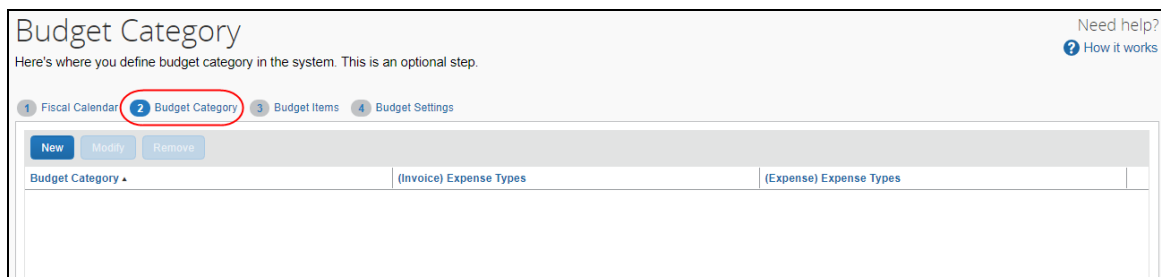 Budget Category
Need help?
Here's where you define budget category in the system. This is an optional step.
? How it works
1 Fiscal Calendar 2 Budget Category 3 Budget Items 4 Budget Settings
New Modify Remove
Budget Category (Invoice) Expense Types (Expense) Expense Types